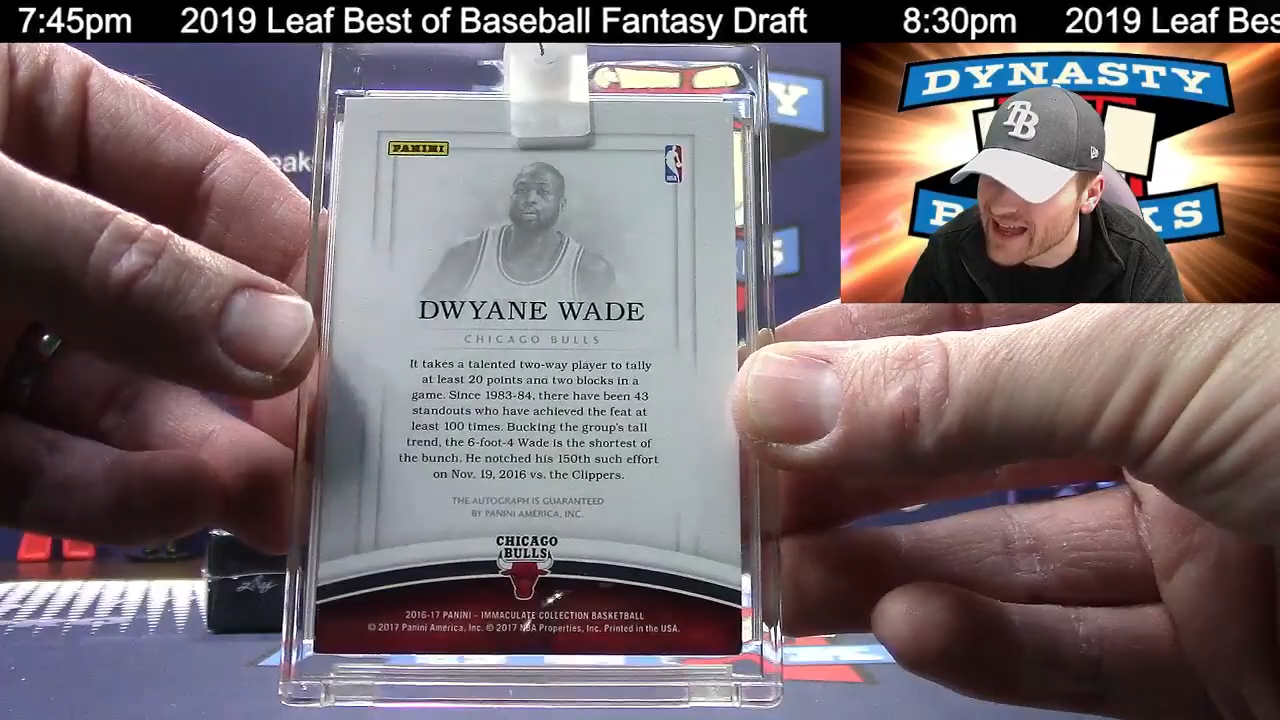 7:45pm 2019 Leaf Best of Baseball Fantasy Draft 8:30pm 2019 Leaf Bes
DYNASTY
TB
PANINI
NBA
DWYANE WADE
CHICAGO BULLS
It takes a talented two-way player to tally
at least 20 points and two blocks in a
game. Since 1983-84, there have been 43
standouts who have achieved the feat at
least 100 times. Bucking the group's tall
trend, the 6-foot-4 Wade is the shortest of
the bunch. He notched his 150th such effort
on Nov. 19, 2016 vs. the Clippers.
THE AUTOGRAPH IS GUARANTEED
BY PANINI AMERICA, INC.
CHICAGO
BULLS
2016-17 PANINI – IMMACULATE COLLECTION BASKETBALL
© 2017 Panini America, Inc. © 2017 NBA Properties, Inc. Printed in the USA.